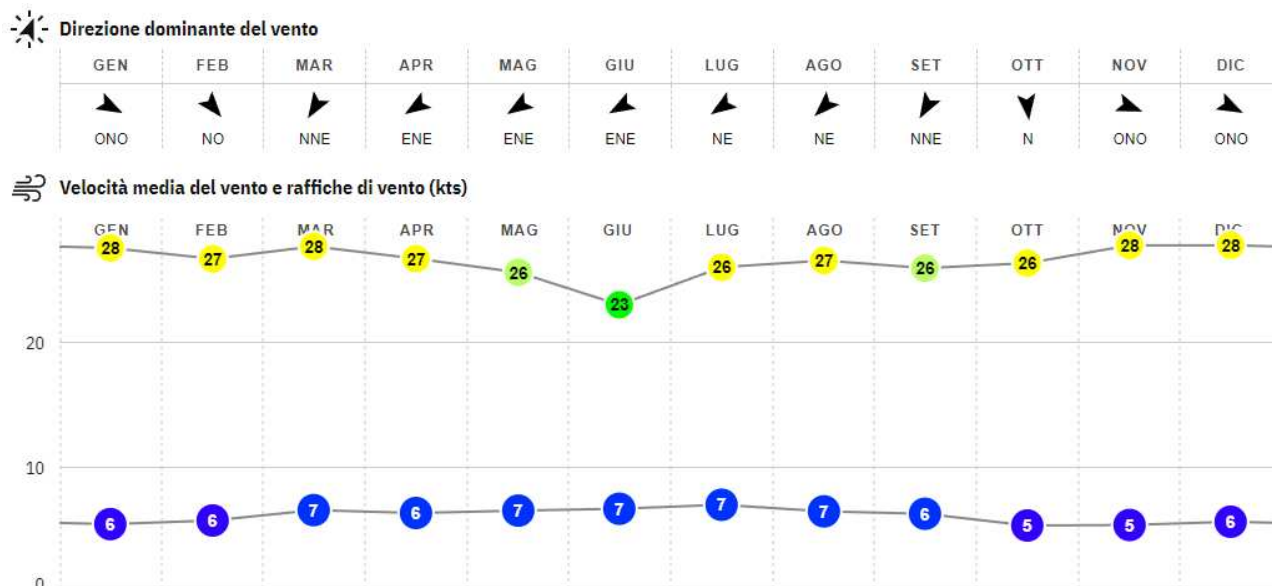 Direzione dominante del vento
GEN FEB MAR APR MAG GIU LUG AGO SET OTT NOV DIC
ONO NO NNE ENE ENE ENE NE NE NNE N ONO ONO
Velocità media del vento e raffiche di vento (kts)
GEN FEB MAR APR MAG GIU LUG AGO SET OTT NOV DIC
28 27 28 27 26 23 26 27 26 26 28 28
20
10
6 6 7 6 7 7 7 7 6 5 5 6
0